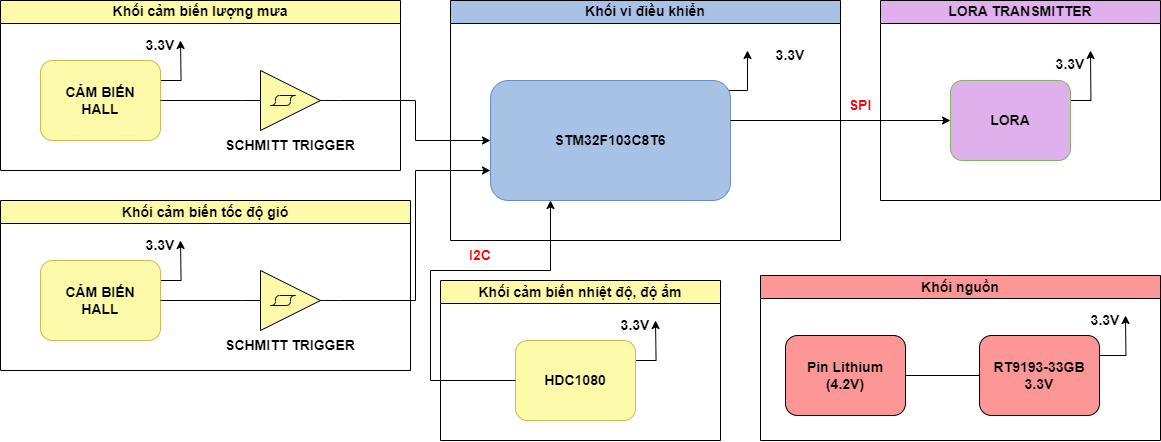 Khối cảm biến lượng mưa
3.3V
CẢM BIẾN
HALL
SCHMITT TRIGGER
Khối vi điều khiển
3.3V
STM32F103C8T6
SPI
LORA TRANSMITTER
3.3V
LORA
Khối cảm biến tốc độ gió
3.3V
CẢM BIẾN
HALL
SCHMITT TRIGGER
I2C
Khối cảm biến nhiệt độ, độ ẩm
3.3V
HDC1080
Khối nguồn
3.3V
Pin Lithium
(4.2V)
RT9193-33GB
3.3V